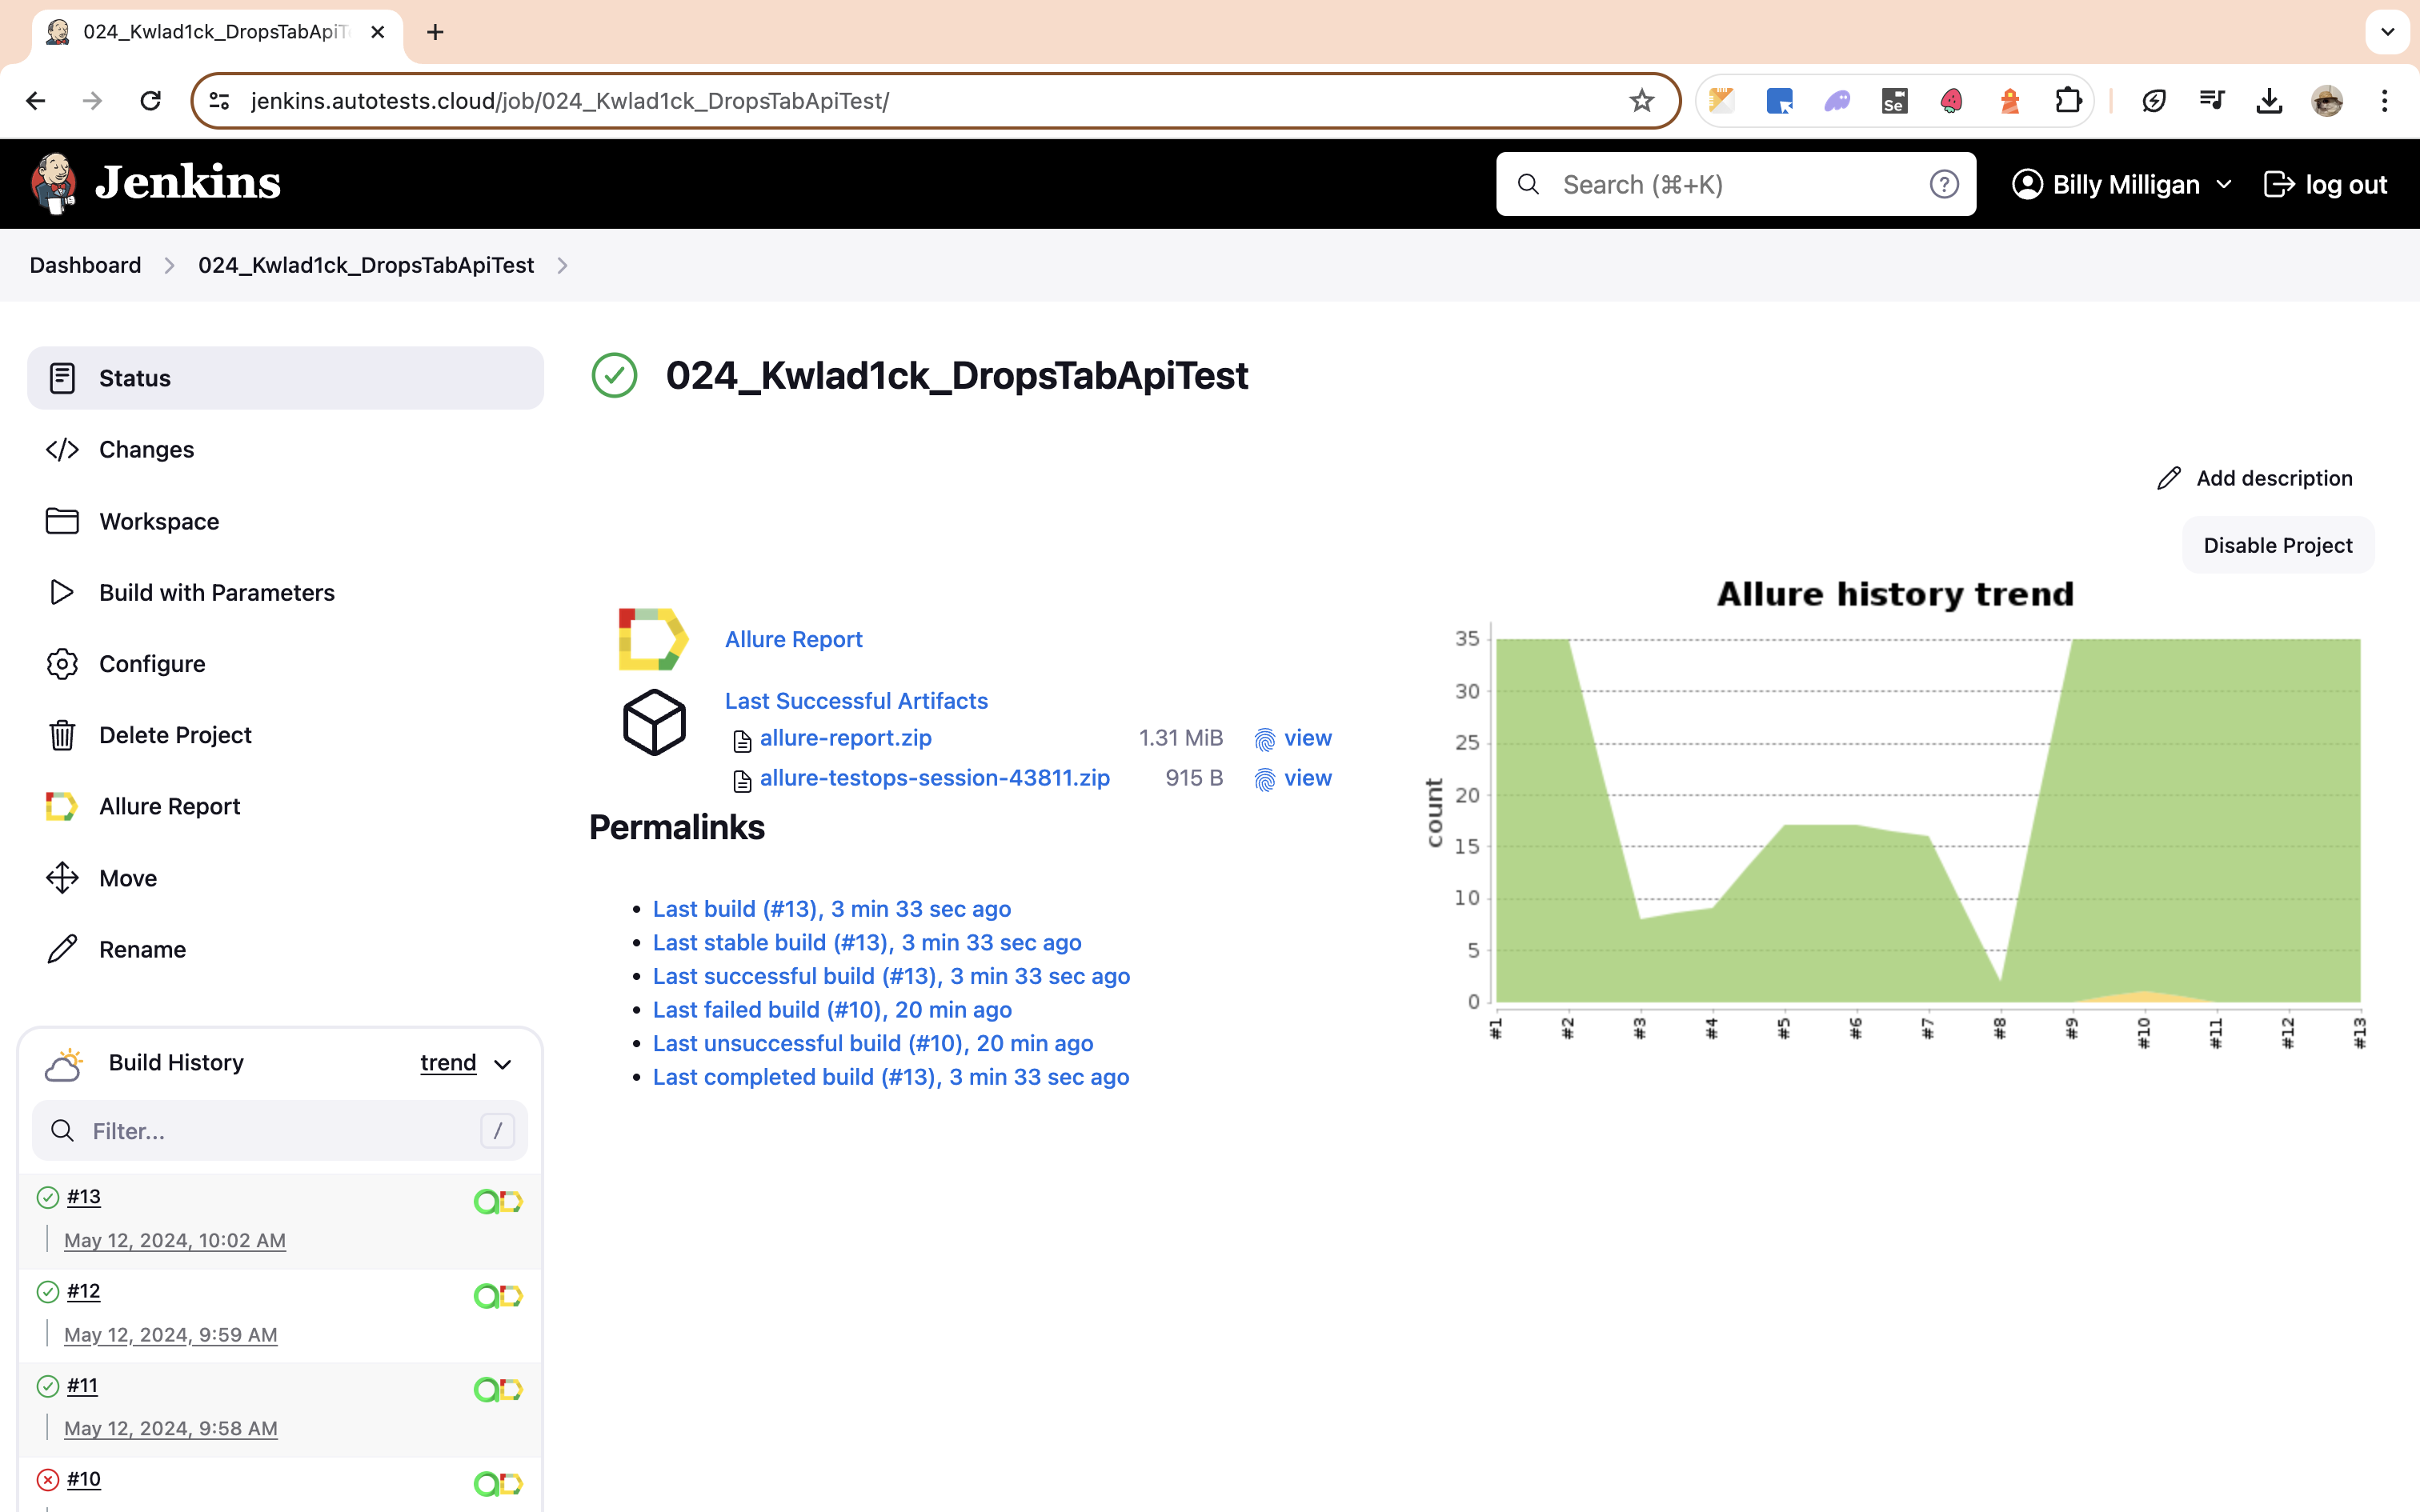 024_Kwlad1ck_DropsTabApiT
jenkins.autotests.cloud/job/024_Kwlad1ck_DropsTabApiTest/
Se
Jenkins
Search (⌘+K)
?
Billy Milligan
log out
Dashboard
024_Kwlad1ck_DropsTabApiTest
Status
Changes
Workspace
Build with Parameters
Configure
Delete Project
Allure Report
Move
Rename
024_Kwlad1ck_DropsTabApiTest
Add description
Disable Project
Allure Report
Last Successful Artifacts
allure-report.zip 1.31 MiB view
allure-testops-session-43811.zip 915 B view
Permalinks
Last build (#13), 3 min 33 sec ago
Last stable build (#13), 3 min 33 sec ago
Last successful build (#13), 3 min 33 sec ago
Last failed build (#10), 20 min ago
Last unsuccessful build (#10), 20 min ago
Last completed build (#13), 3 min 33 sec ago
Allure history trend
count
35
30
25
20
15
10
5
0
#1 #2 #3 #4 #5 #6 #7 #8 #9 #10 #11 #12 #13
Build History trend
Filter... /
#13
May 12, 2024, 10:02 AM
#12
May 12, 2024, 9:59 AM
#11
May 12, 2024, 9:58 AM
#10